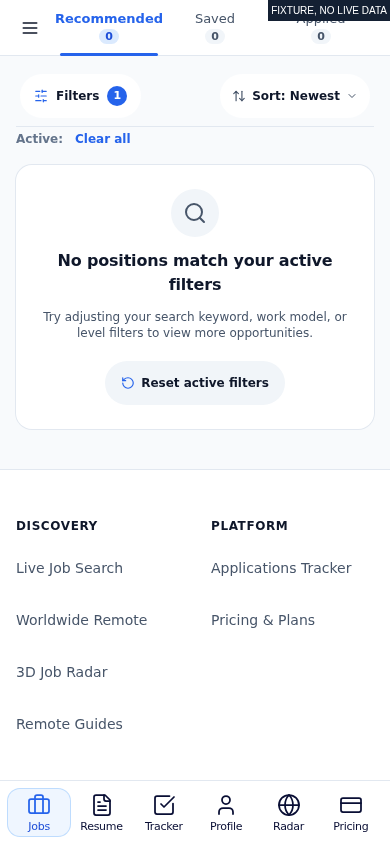 FIXTURE, NO LIVE DATA
Recommended Saved Applied
0 0 0
Filters 1 Sort: Newest
Active: Clear all
No positions match your active
filters
Try adjusting your search keyword, work model, or
level filters to view more opportunities.
Reset active filters
DISCOVERY PLATFORM
Live Job Search Applications Tracker
Worldwide Remote Pricing & Plans
3D Job Radar
Remote Guides
Jobs Resume Tracker Profile Radar Pricing